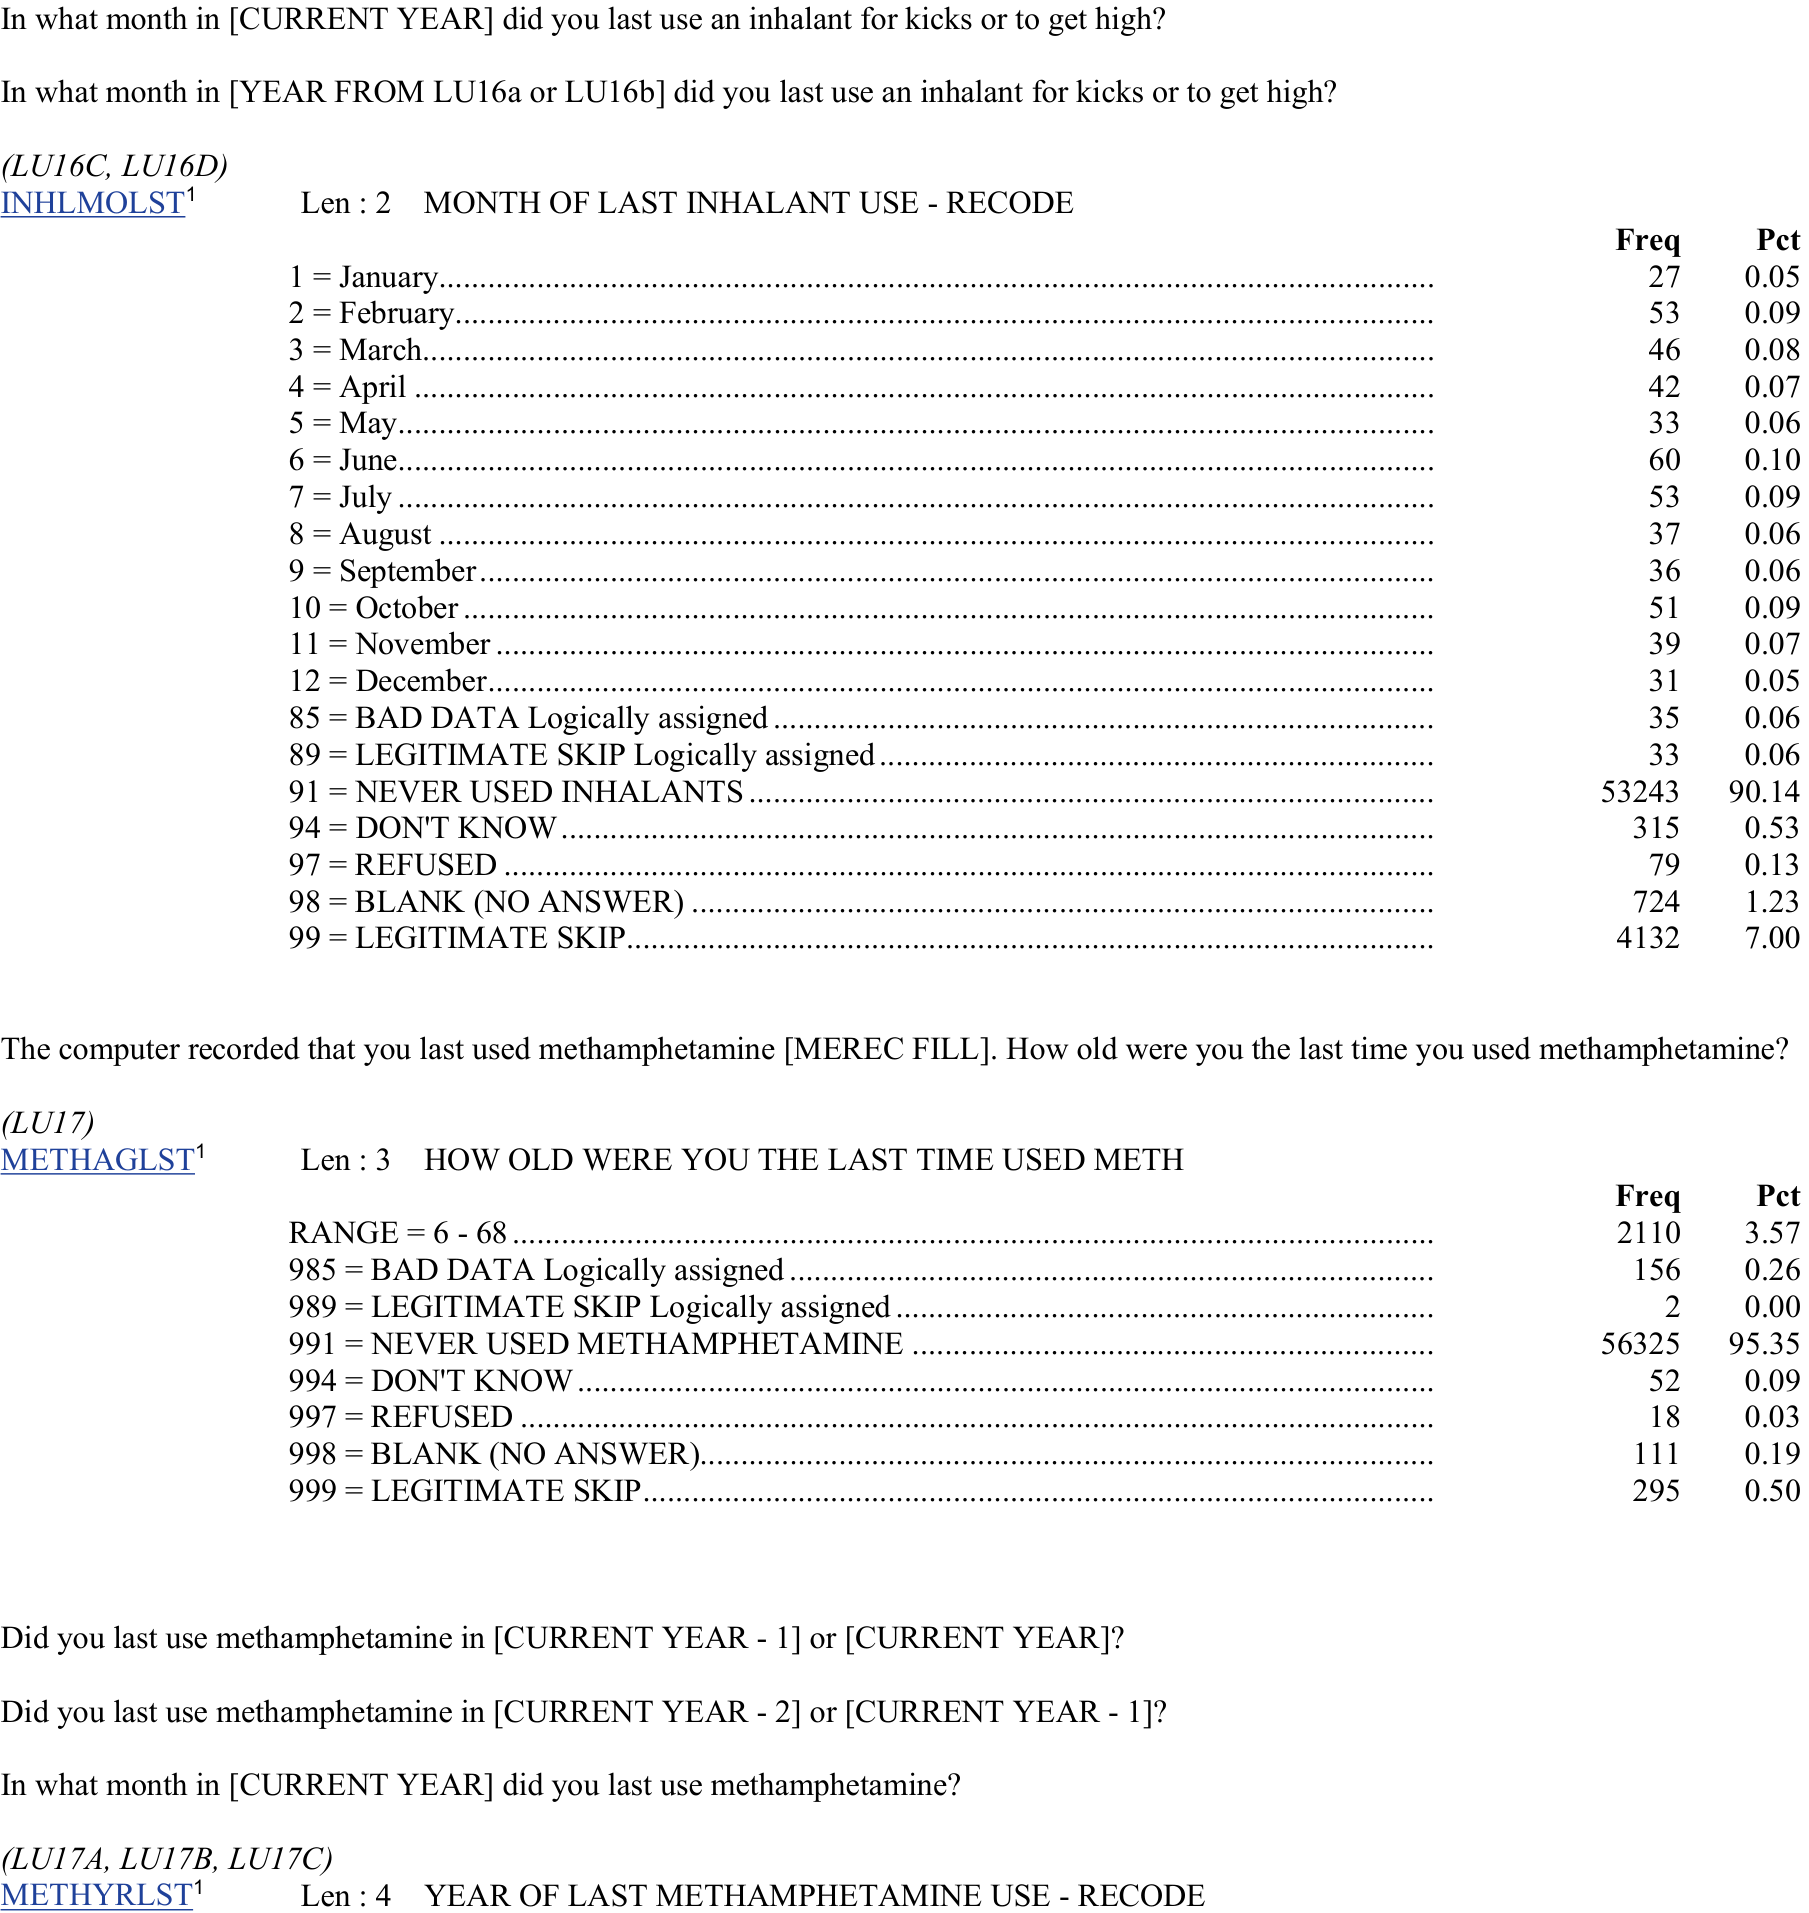 In what month in [CURRENT YEAR] did you last use an inhalant for kicks or to get high?
In what month in [YEAR FROM LU16a or LU16b] did you last use an inhalant for kicks or to get high?
(LU16C, LU16D)
INHLMOLST1 Len : 2 MONTH OF LAST INHALANT USE - RECODE
Freq Pct
1 = January 27 0.05
2 = February 53 0.09
3 = March 46 0.08
4 = April 42 0.07
5 = May 33 0.06
6 = June 60 0.10
7 = July 53 0.09
8 = August 37 0.06
9 = September 36 0.06
10 = October 51 0.09
11 = November 39 0.07
12 = December 31 0.05
85 = BAD DATA Logically assigned 35 0.06
89 = LEGITIMATE SKIP Logically assigned 33 0.06
91 = NEVER USED INHALANTS 53243 90.14
94 = DON'T KNOW 315 0.53
97 = REFUSED 79 0.13
98 = BLANK (NO ANSWER) 724 1.23
99 = LEGITIMATE SKIP 4132 7.00
The computer recorded that you last used methamphetamine [MEREC FILL]. How old were you the last time you used methamphetamine?
(LU17)
METHAGLST1 Len : 3 HOW OLD WERE YOU THE LAST TIME USED METH
Freq Pct
RANGE = 6 - 68 2110 3.57
985 = BAD DATA Logically assigned 156 0.26
989 = LEGITIMATE SKIP Logically assigned 2 0.00
991 = NEVER USED METHAMPHETAMINE 56325 95.35
994 = DON'T KNOW 52 0.09
997 = REFUSED 18 0.03
998 = BLANK (NO ANSWER) 111 0.19
999 = LEGITIMATE SKIP 295 0.50
Did you last use methamphetamine in [CURRENT YEAR - 1] or [CURRENT YEAR]?
Did you last use methamphetamine in [CURRENT YEAR - 2] or [CURRENT YEAR - 1]?
In what month in [CURRENT YEAR] did you last use methamphetamine?
(LU17A, LU17B, LU17C)
METHYRLST1 Len : 4 YEAR OF LAST METHAMPHETAMINE USE - RECODE